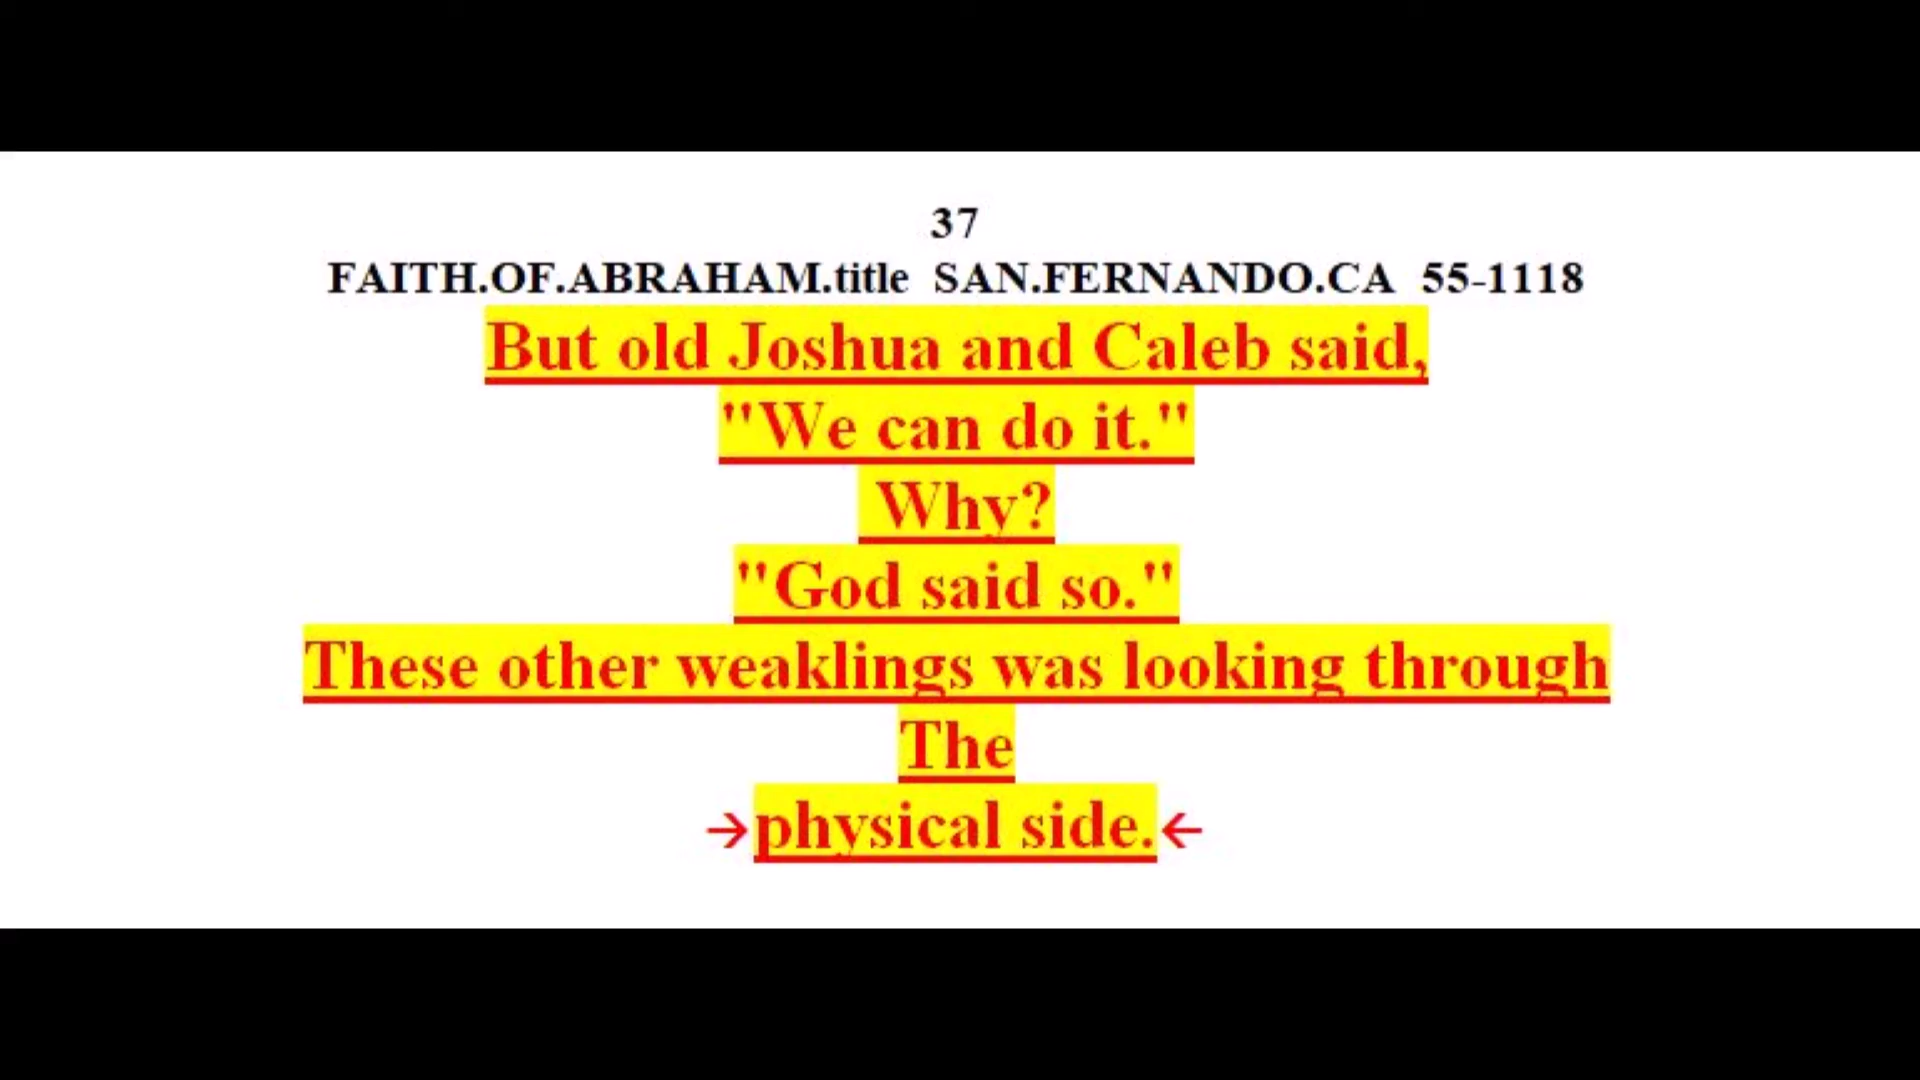 37
FAITH.OF.ABRAHAM.title SAN.FERNANDO.CA 55-1118
But old Joshua and Caleb said,
"We can do it."
Why?
"God said so."
These other weaklings was looking through
The
→physical side.←